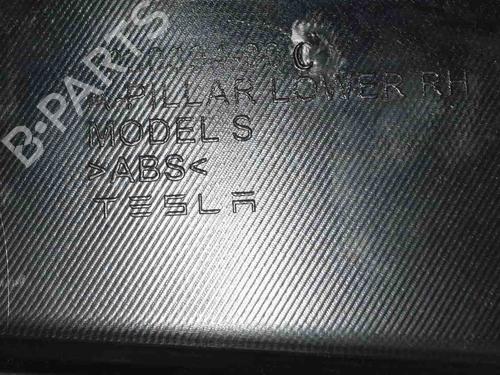 A-PILLAR LOWER RH
MODEL S
>ABS<
TESLA
B-PARTS